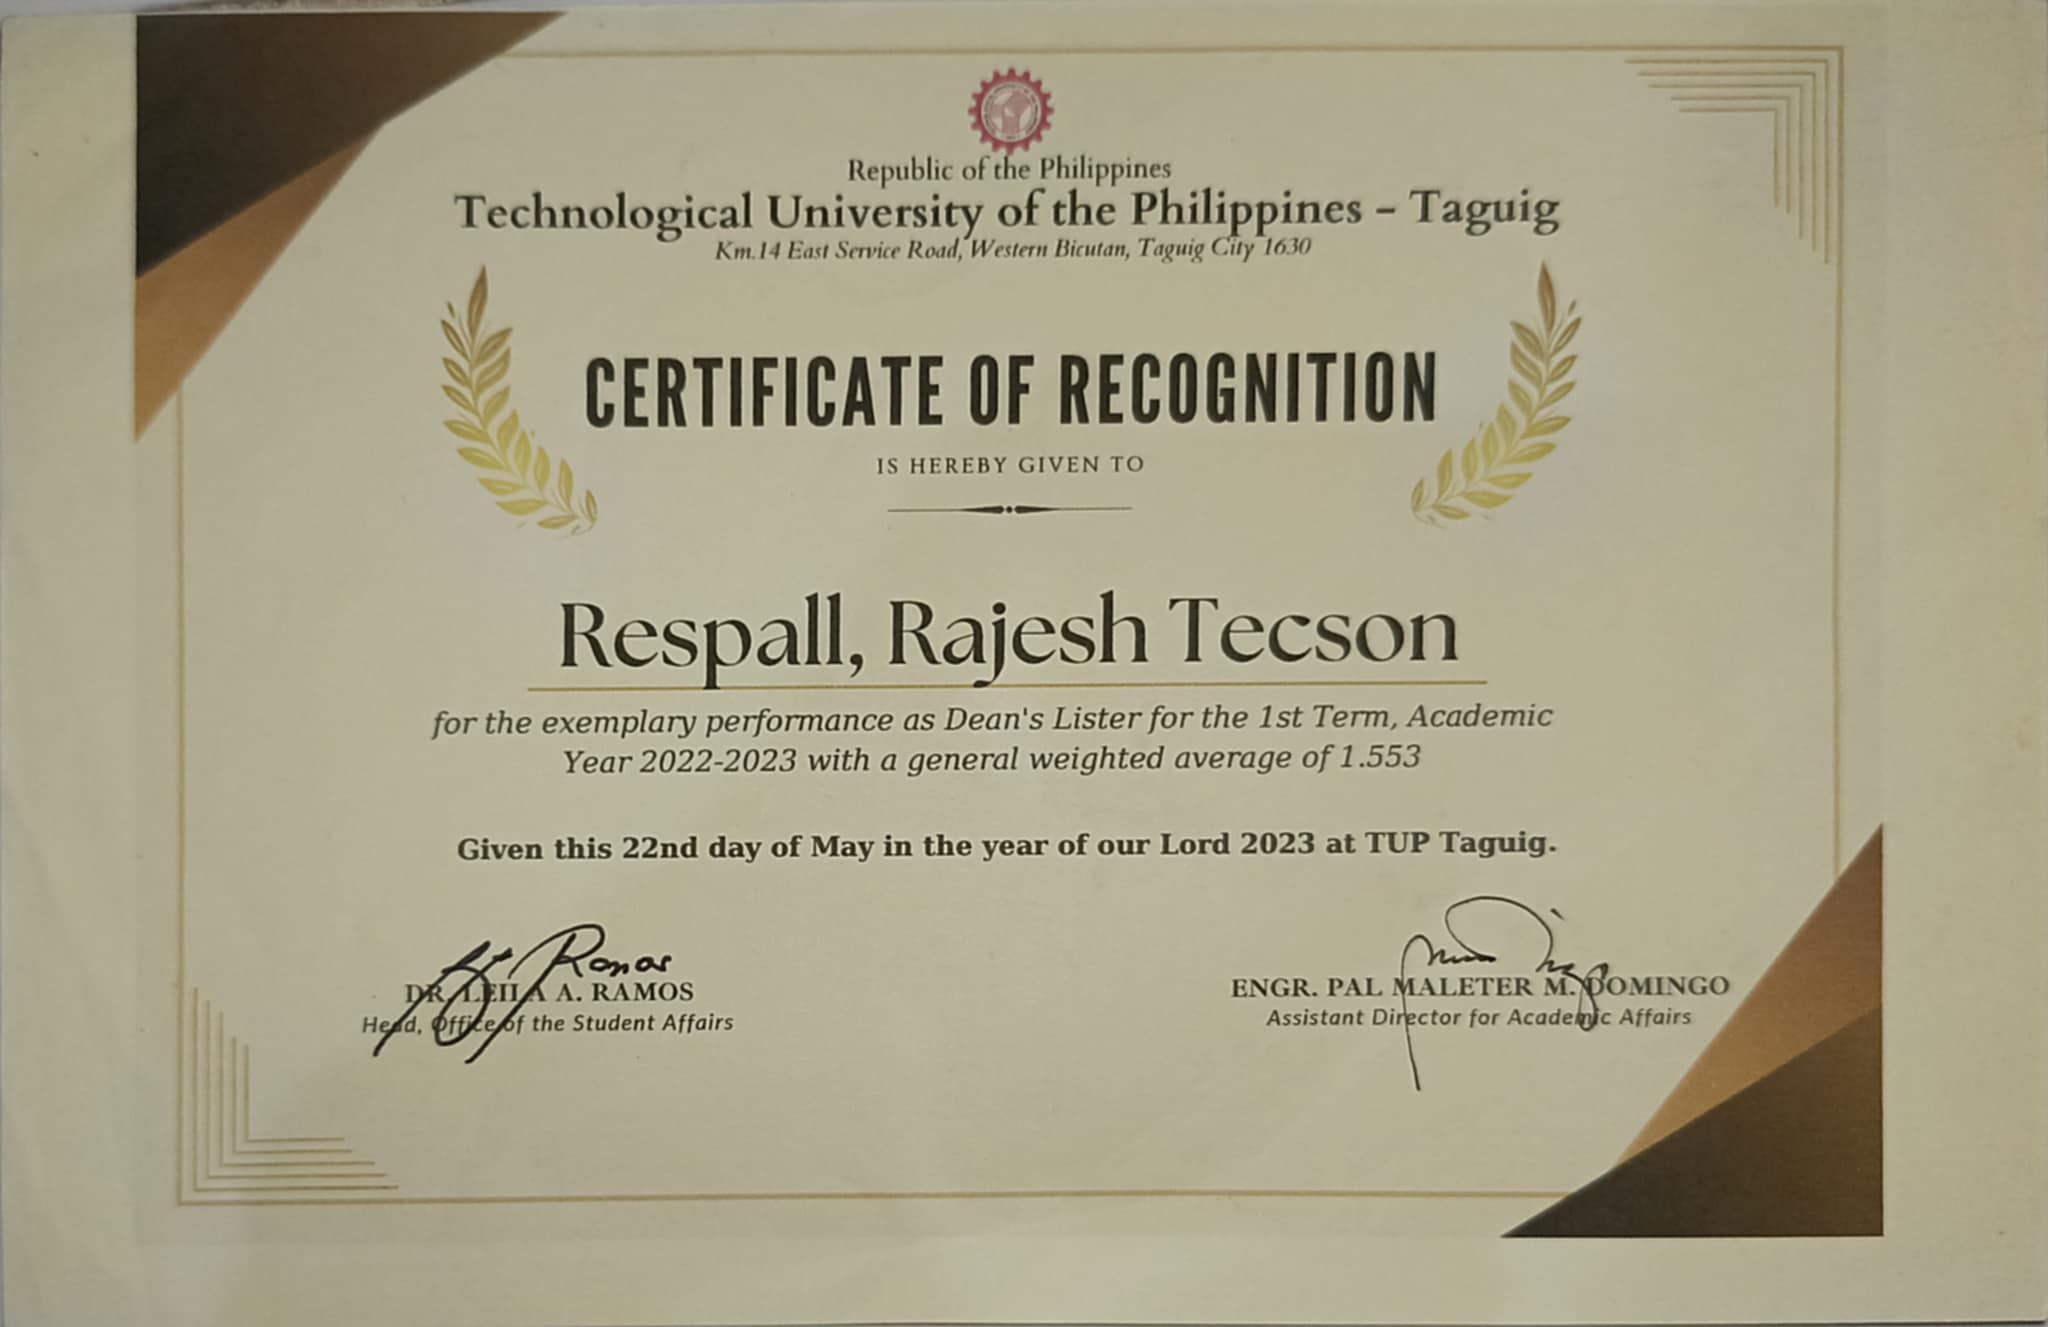 Republic of the Philippines
Technological University of the Philippines - Taguig
Km.14 East Service Road, Western Bicutan, Taguig City 1630
CERTIFICATE OF RECOGNITION
IS HEREBY GIVEN TO
Respall, Rajesh Tecson
for the exemplary performance as Dean's Lister for the 1st Term, Academic
Year 2022-2023 with a general weighted average of 1.553
Given this 22nd day of May in the year of our Lord 2023 at TUP Taguig.
DR. LEILA A. RAMOS
Head, Office of the Student Affairs
ENGR. PAL MALETER M. DOMINGO
Assistant Director for Academic Affairs